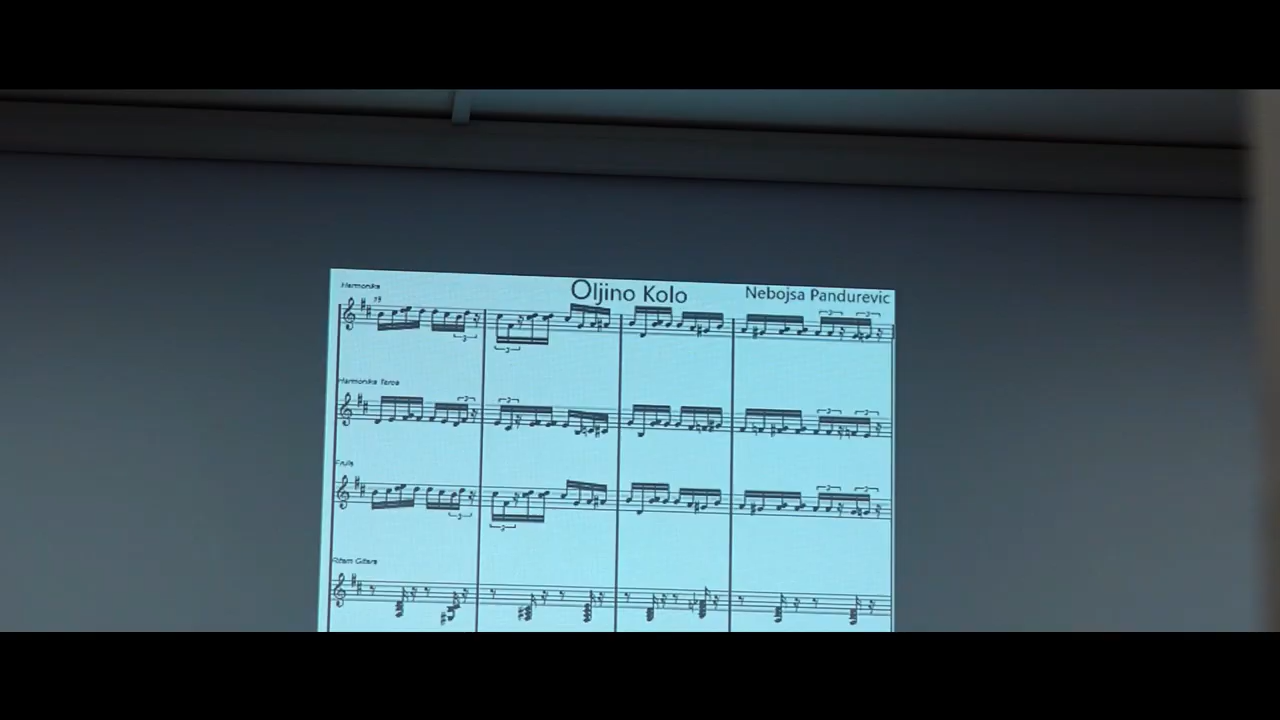 Oljino Kolo
Nebojsa Pandurevic
Harmonika
Harmonika Terca
Frula
Ritam Gitara